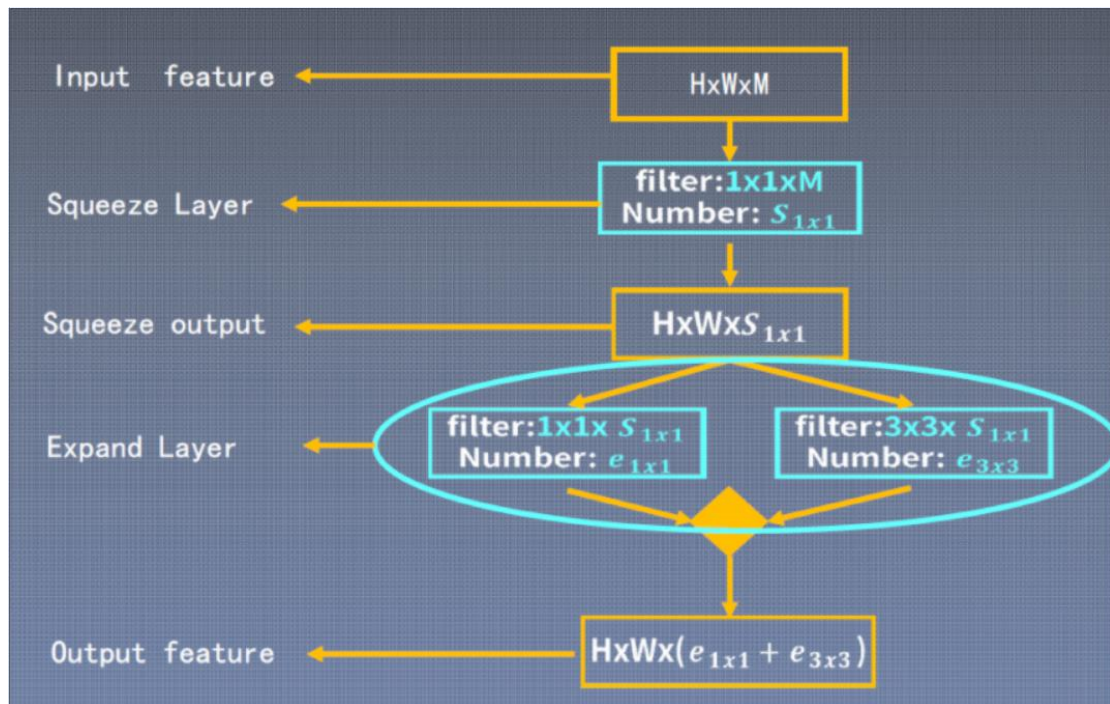 Input feature
HxWxM
Squeeze Layer
filter:1x1xM
Number: S1x1
Squeeze output
HxWxS1x1
Expand Layer
filter:1x1x S1x1
Number: e1x1
filter:3x3x S1x1
Number: e3x3
Output feature
HxWx(e1x1 + e3x3)